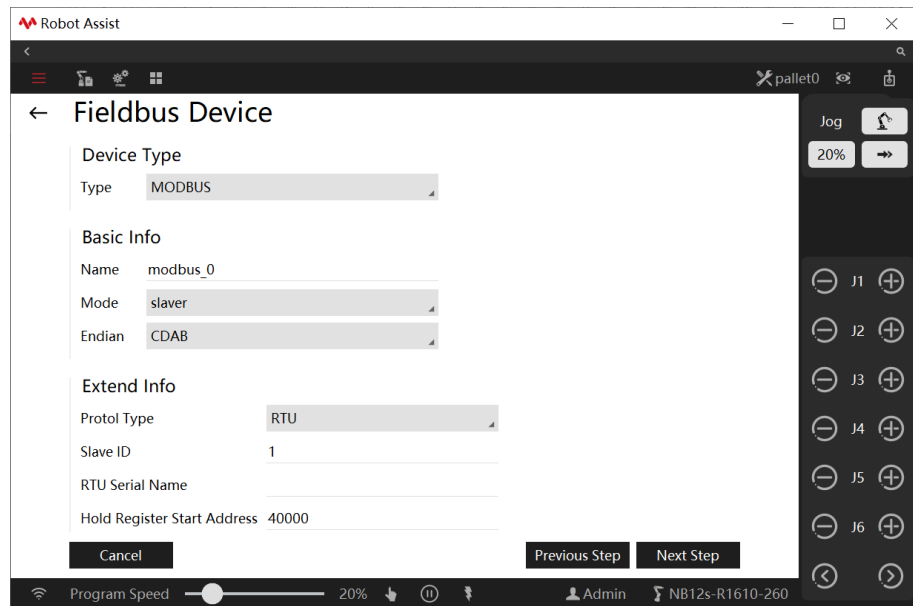 Robot Assist
pallet0
Fieldbus Device
Device Type
Type MODBUS
Basic Info
Name modbus_0
Mode slaver
Endian CDAB
Extend Info
Protol Type RTU
Slave ID 1
RTU Serial Name
Hold Register Start Address 40000
Cancel Previous Step Next Step
Jog
20%
J1
J2
J3
J4
J5
J6
Program Speed 20% Admin NB12s-R1610-260